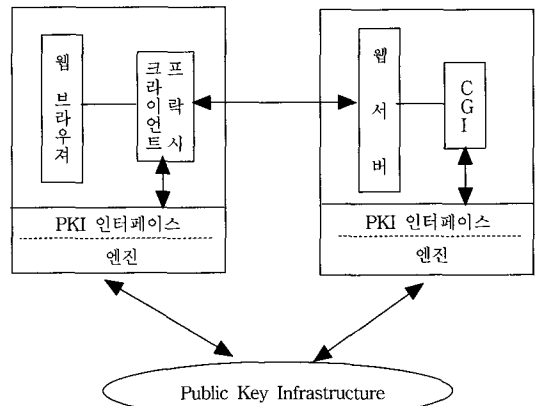 웹 브라우져
크라이언트
프락시
웹 서 버
CGI
PKI 인터페이스
엔진
PKI 인터페이스
엔진
Public Key Infrastructure